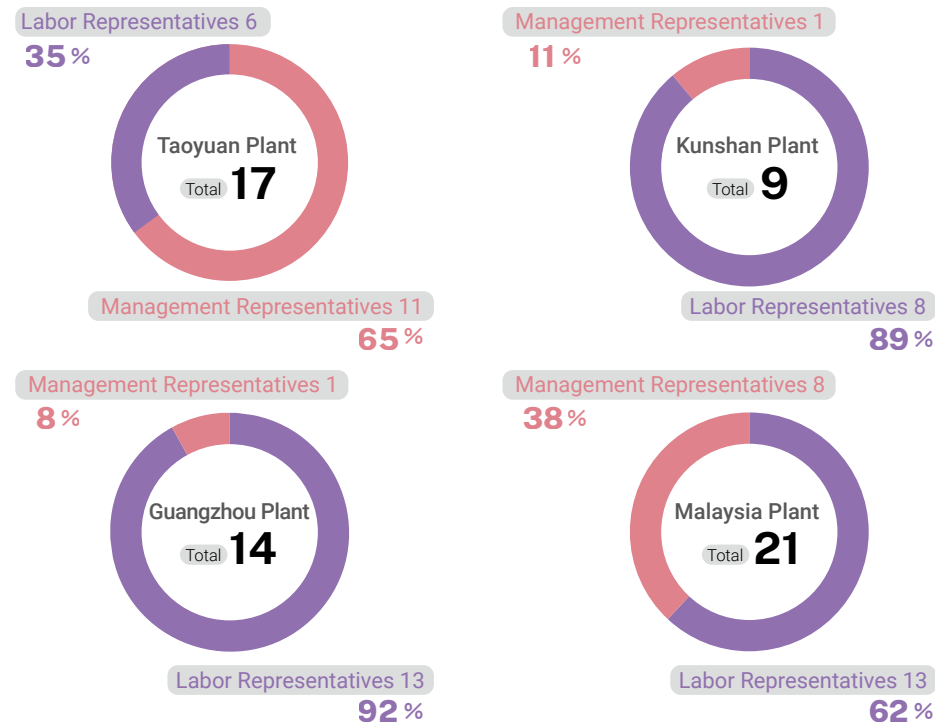 Labor Representatives 6
35 %
Taoyuan Plant
Total 17
Management Representatives 11
65 %
Management Representatives 1
11 %
Kunshan Plant
Total 9
Labor Representatives 8
89 %
Management Representatives 1
8 %
Guangzhou Plant
Total 14
Labor Representatives 13
92 %
Management Representatives 8
38 %
Malaysia Plant
Total 21
Labor Representatives 13
62 %